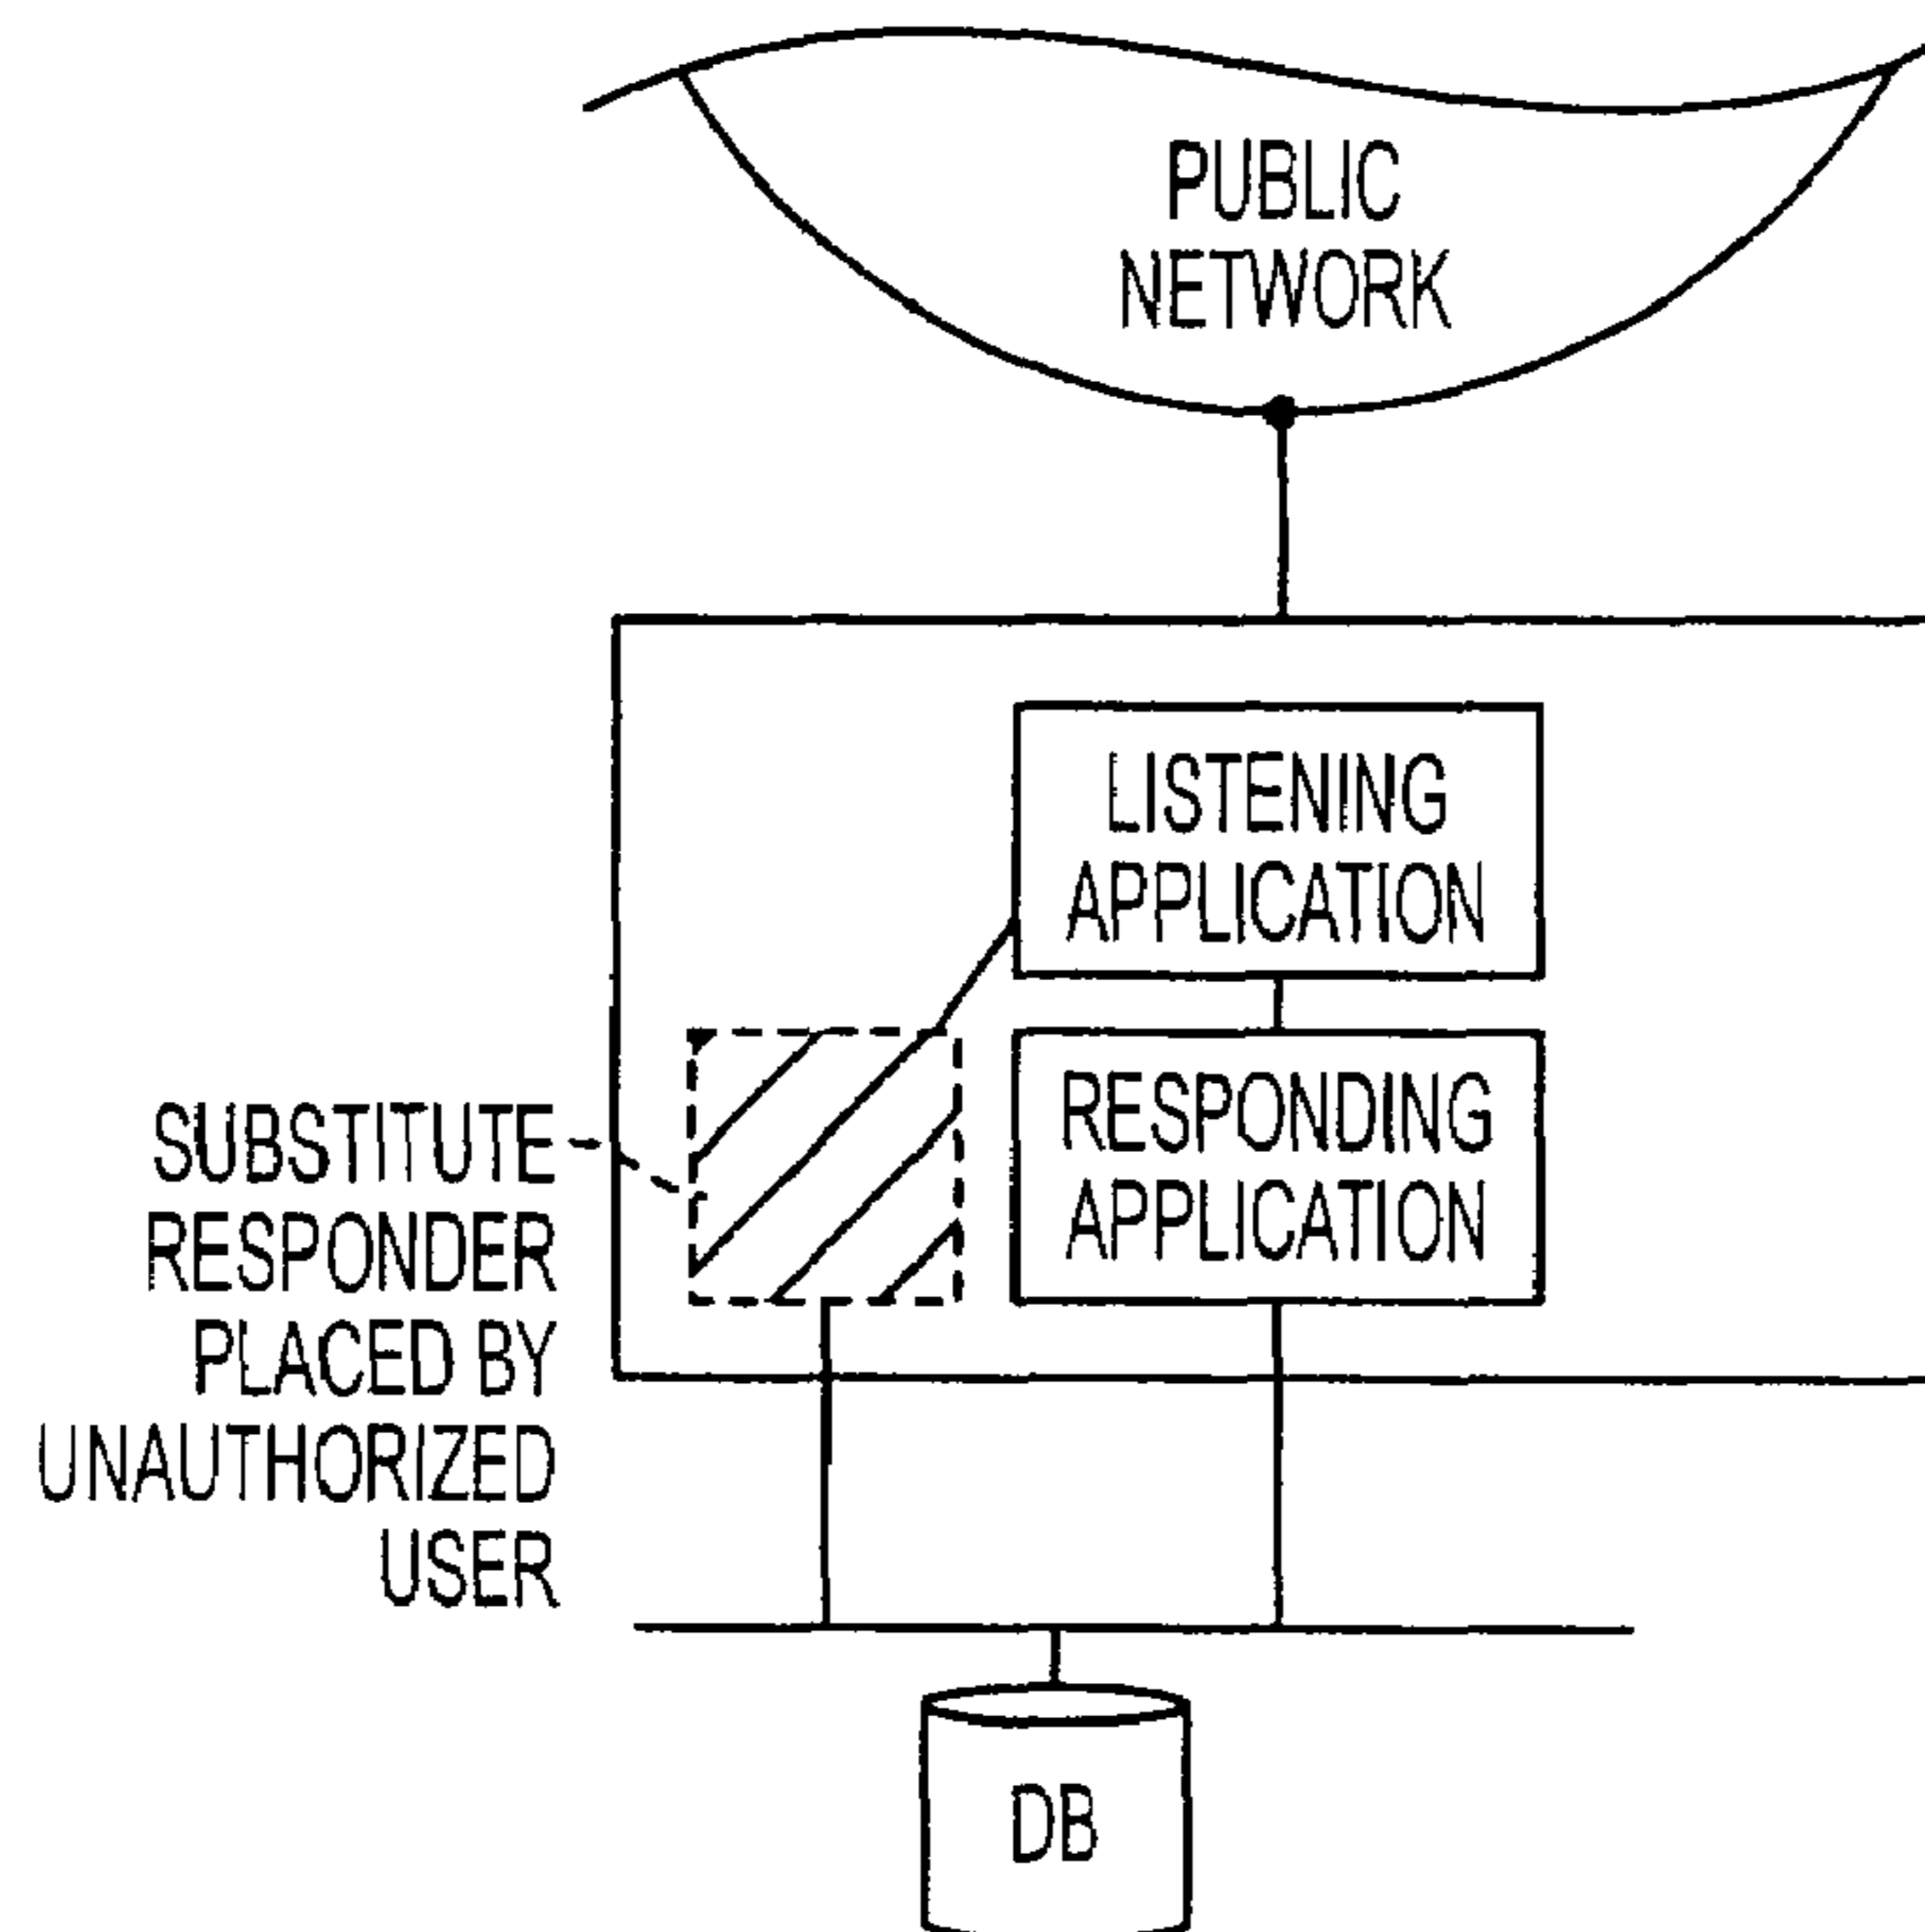 PUBLIC
NETWORK
LISTENING
APPLICATION
RESPONDING
APPLICATION
SUBSTITUTE
RESPONDER
PLACED BY
UNAUTHORIZED
USER
DB